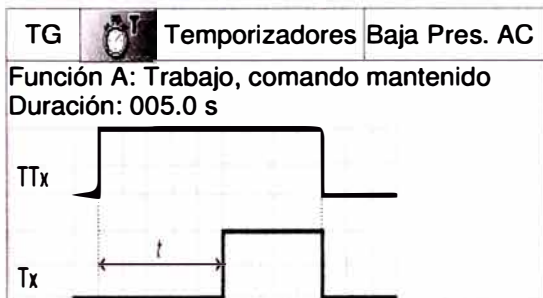 TG T Temporizadores Baja Pres. AC
Función A: Trabajo, comando mantenido
Duración: 005.0 s
TTx
t
Tx